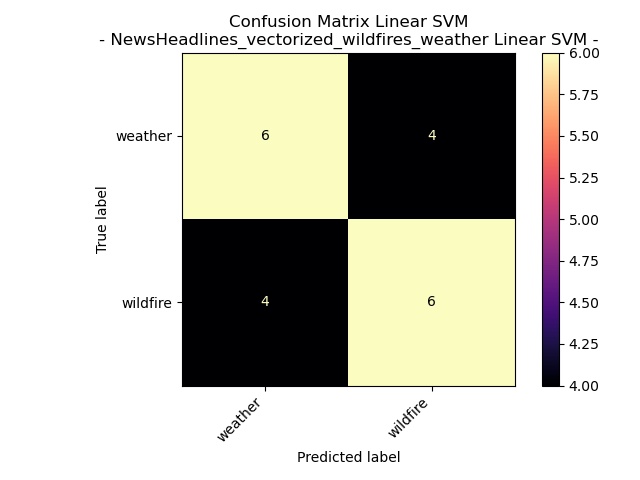 Confusion Matrix Linear SVM
- NewsHeadlines_vectorized_wildfires_weather Linear SVM -
True label
weather
wildfire
6
4
4
6
weather
wildfire
Predicted label
6.00
5.75
5.50
5.25
5.00
4.75
4.50
4.25
4.00